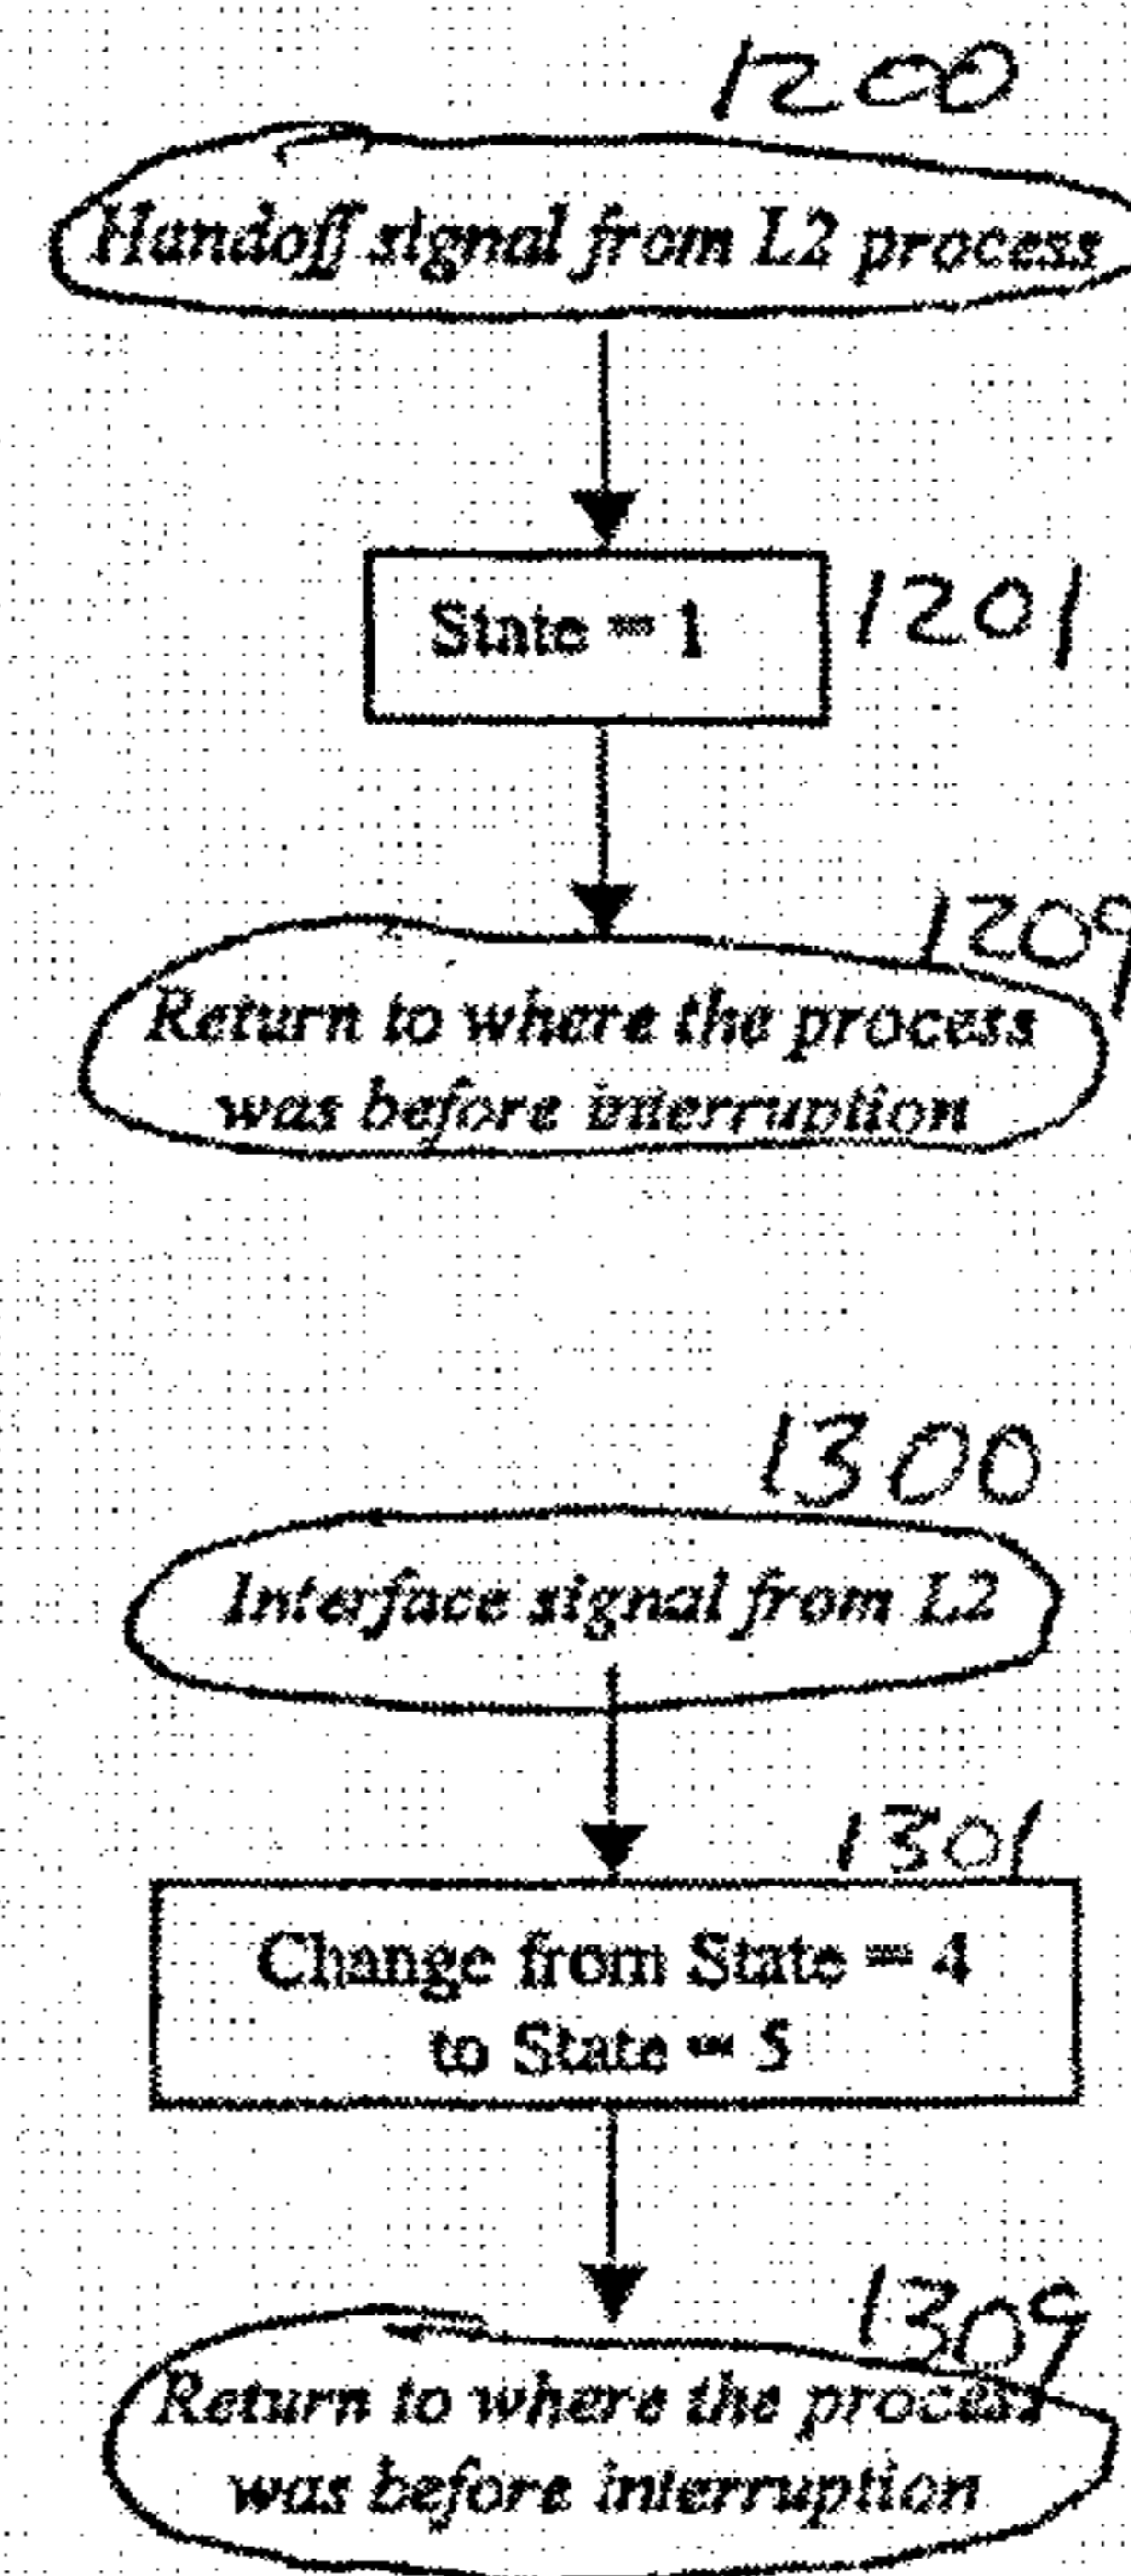 1200
Handoff signal from L2 process
State = 1
1201
1209
Return to where the process
was before interruption
1300
Interface signal from L2
1301
Change from State = 4
to State = 5
1309
Return to where the process
was before interruption